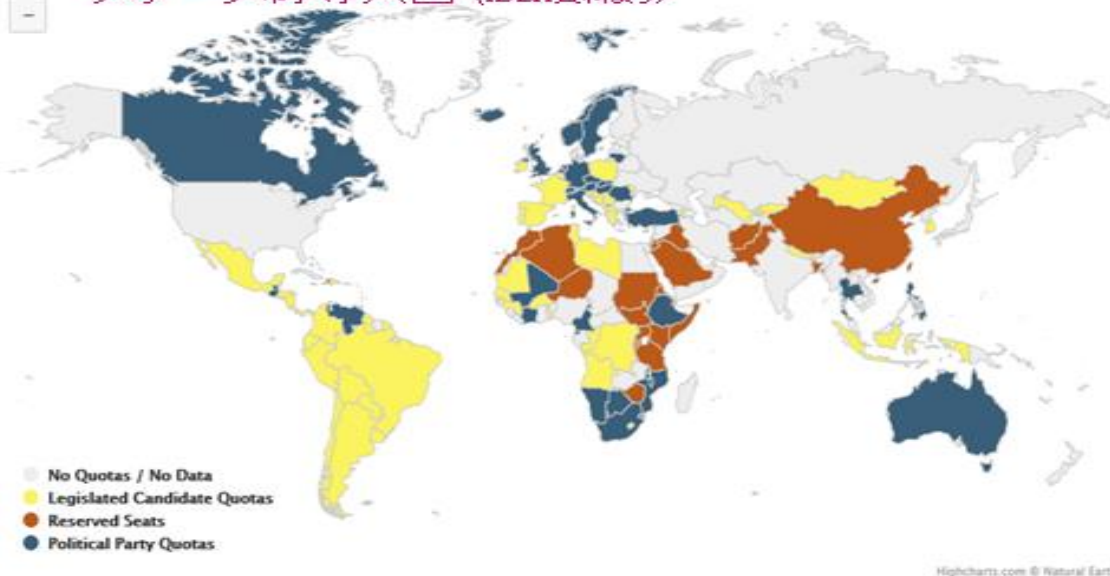 −
No Quotas / No Data
Legislated Candidate Quotas
Reserved Seats
Political Party Quotas
Highcharts.com © Natural Eart